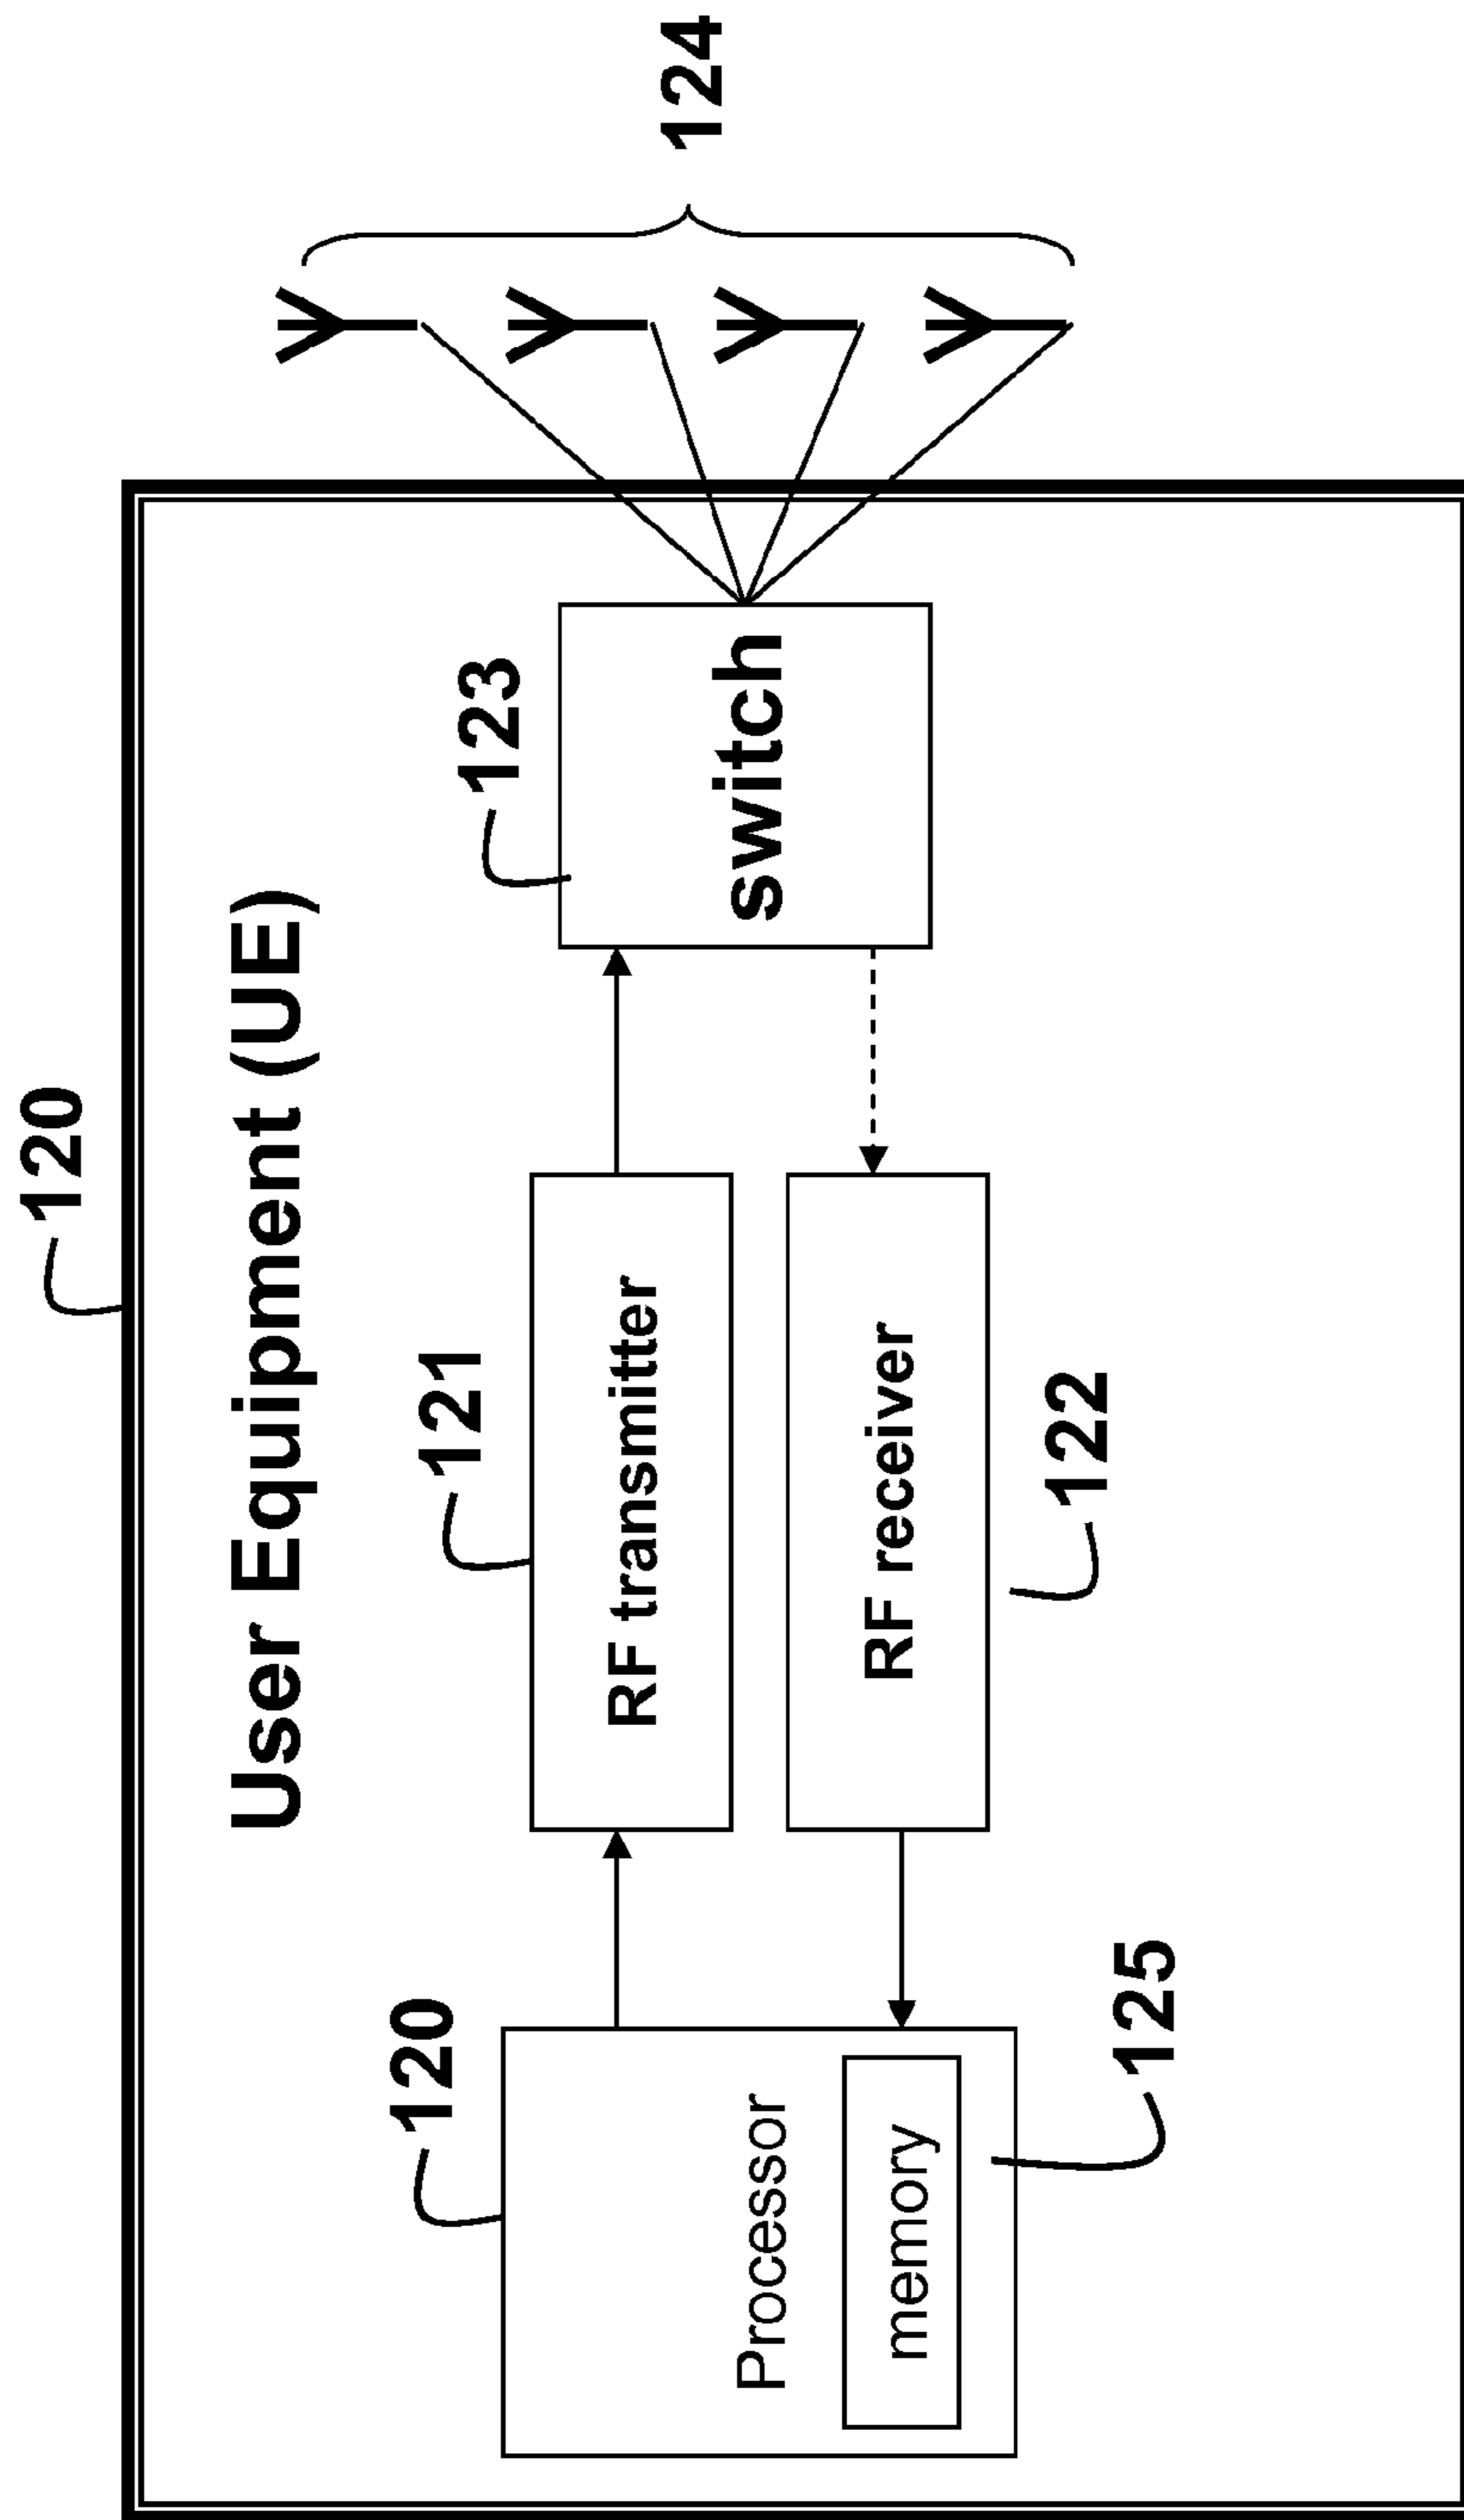 120
User Equipment (UE)
120
Processor
memory
125
121
RF transmitter
RF receiver
122
123
switch
124